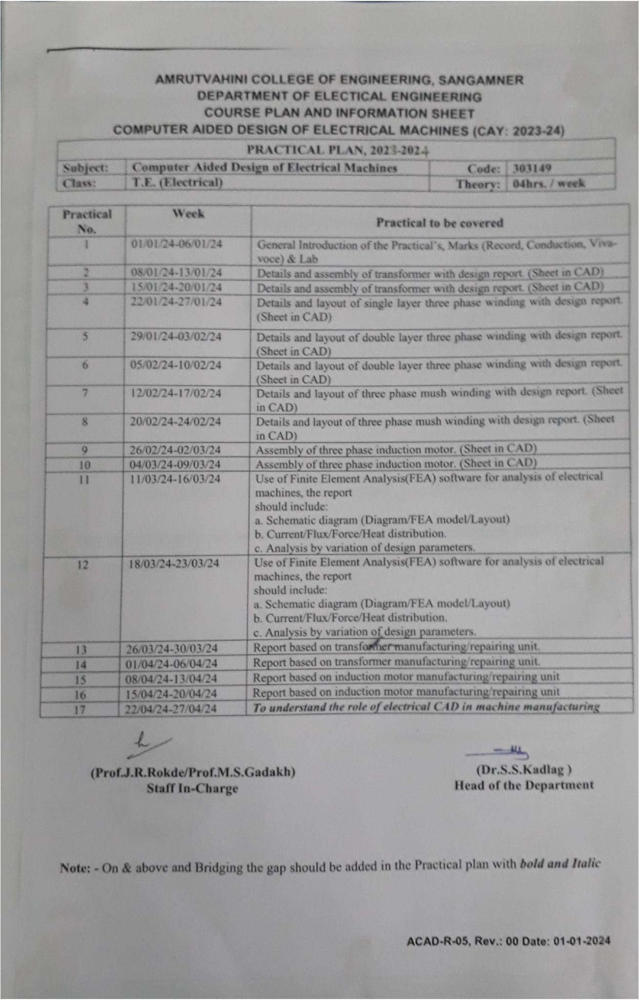 AMRUTVAHINI COLLEGE OF ENGINEERING, SANGAMNER
DEPARTMENT OF ELECTICAL ENGINEERING
COURSE PLAN AND INFORMATION SHEET
COMPUTER AIDED DESIGN OF ELECTRICAL MACHINES (CAY: 2023-24)
PRACTICAL PLAN, 2023-2024
Subject: Computer Aided Design of Electrical Machines Code: 303149
Class: T.E. (Electrical) Theory: 04hrs. / week
Practical No. Week Practical to be covered
1 01/01/24-06/01/24 General Introduction of the Practical's, Marks (Record, Conduction, Viva-
voce) & Lab
2 08/01/24-13/01/24 Details and assembly of transformer with design report. (Sheet in CAD)
3 15/01/24-20/01/24 Details and assembly of transformer with design report. (Sheet in CAD)
4 22/01/24-27/01/24 Details and layout of single layer three phase winding with design report.
(Sheet in CAD)
5 29/01/24-03/02/24 Details and layout of double layer three phase winding with design report.
(Sheet in CAD)
6 05/02/24-10/02/24 Details and layout of double layer three phase winding with design report.
(Sheet in CAD)
7 12/02/24-17/02/24 Details and layout of three phase mush winding with design report. (Sheet
in CAD)
8 20/02/24-24/02/24 Details and layout of three phase mush winding with design report. (Sheet
in CAD)
9 26/02/24-02/03/24 Assembly of three phase induction motor. (Sheet in CAD)
10 04/03/24-09/03/24 Assembly of three phase induction motor. (Sheet in CAD)
11 11/03/24-16/03/24 Use of Finite Element Analysis(FEA) software for analysis of electrical
machines, the report
should include:
a. Schematic diagram (Diagram/FEA model/Layout)
b. Current/Flux/Force/Heat distribution.
c. Analysis by variation of design parameters.
12 18/03/24-23/03/24 Use of Finite Element Analysis(FEA) software for analysis of electrical
machines, the report
should include:
a. Schematic diagram (Diagram/FEA model/Layout)
b. Current/Flux/Force/Heat distribution.
c. Analysis by variation of design parameters.
13 26/03/24-30/03/24 Report based on transformer manufacturing/repairing unit.
14 01/04/24-06/04/24 Report based on transformer manufacturing/repairing unit.
15 08/04/24-13/04/24 Report based on induction motor manufacturing/repairing unit
16 15/04/24-20/04/24 Report based on induction motor manufacturing/repairing unit
17 22/04/24-27/04/24 To understand the role of electrical CAD in machine manufacturing
(Prof.J.R.Rokde/Prof.M.S.Gadakh) (Dr.S.S.Kadlag )
Staff In-Charge Head of the Department
Note: - On & above and Bridging the gap should be added in the Practical plan with bold and Italic
ACAD-R-05, Rev.: 00 Date: 01-01-2024